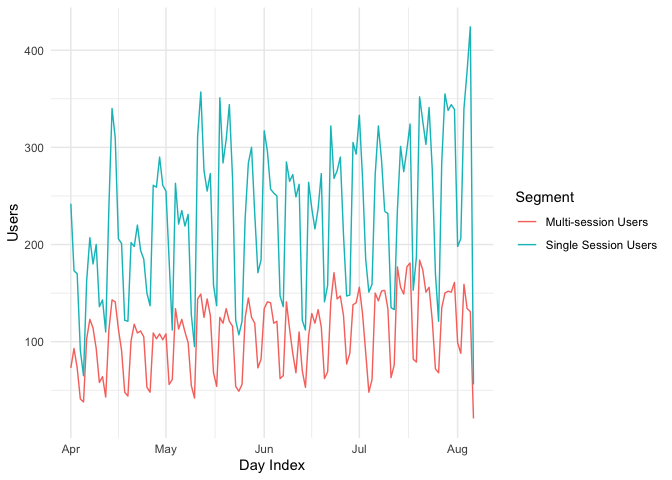 400
300
200
100
Users
Apr
May
Jun
Jul
Aug
Day Index
Segment
Multi-session Users
Single Session Users